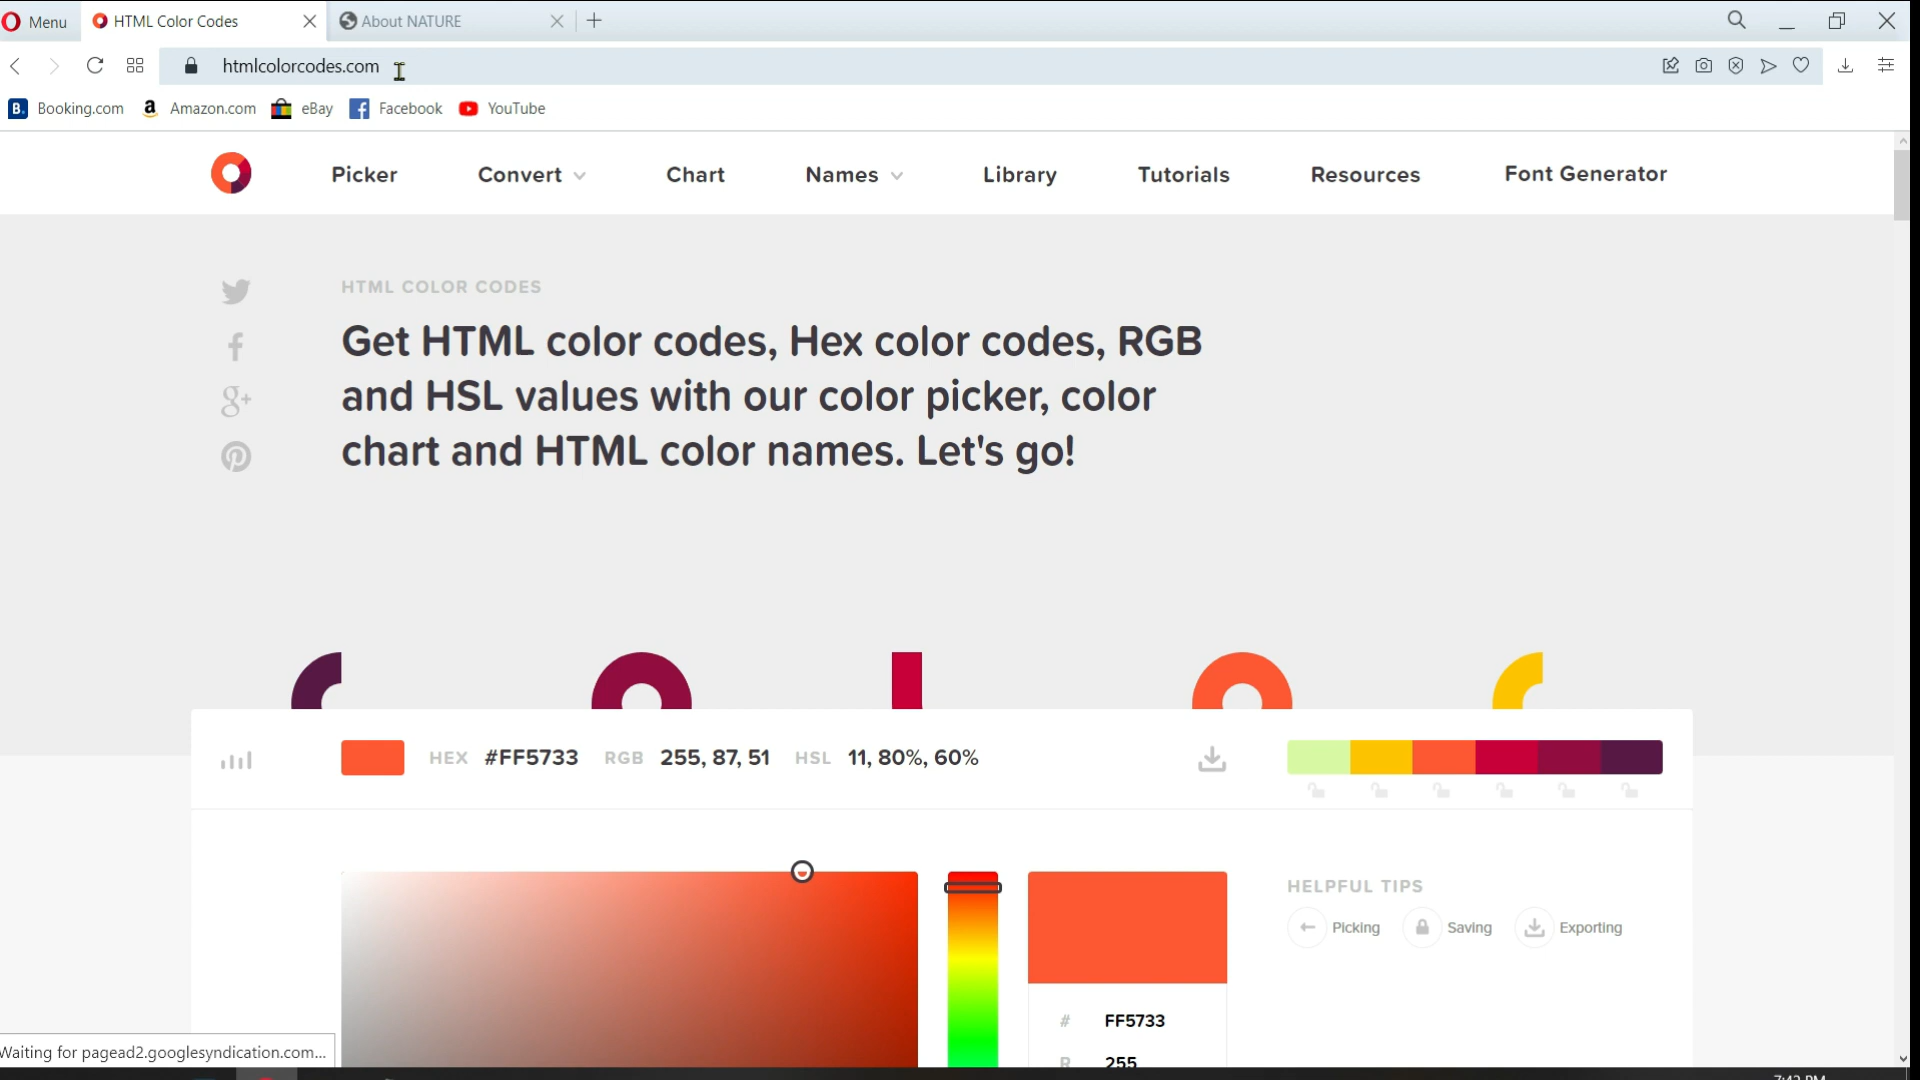 Menu
HTML Color Codes
About NATURE
htmlcolorcodes.com
Booking.com
Amazon.com
eBay
Facebook
YouTube
Picker
Convert
Chart
Names
Library
Tutorials
Resources
Font Generator
HTML COLOR CODES
Get HTML color codes, Hex color codes, RGB
and HSL values with our color picker, color
chart and HTML color names. Let's go!
HEX #FF5733 RGB 255, 87, 51 HSL 11, 80%, 60%
HELPFUL TIPS
Picking
Saving
Exporting
# FF5733
R 255
Waiting for pagead2.googlesyndication.com...
7:42 PM